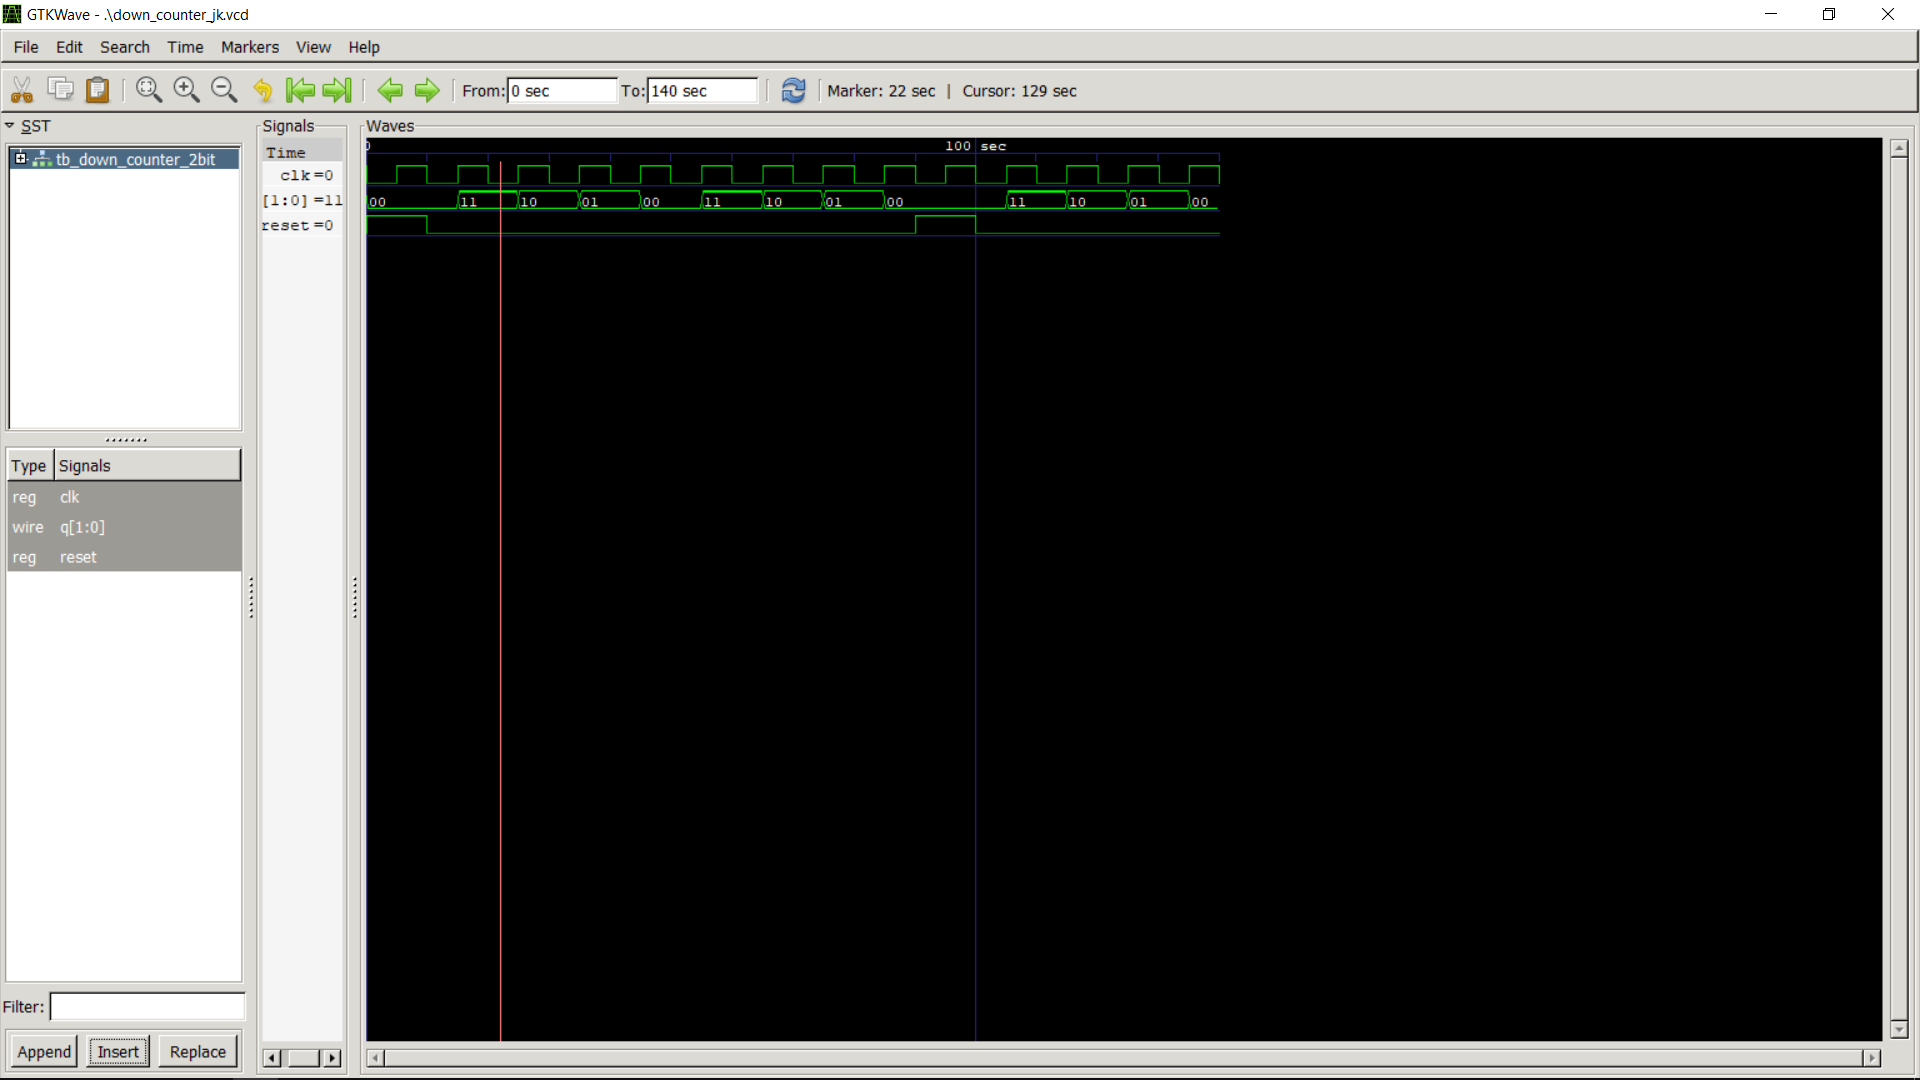 GTKWave - .\down_counter_jk.vcd
File Edit Search Time Markers View Help
From: 0 sec To: 140 sec Marker: 22 sec | Cursor: 129 sec
SST
tb_down_counter_2bit
Type Signals
reg clk
wire q[1:0]
reg reset
Filter:
Append Insert Replace
Signals
Time
clk=0
[1:0]=11
reset=0
Waves
100 sec
00 11 10 01 00 11 10 01 00 11 10 01 00